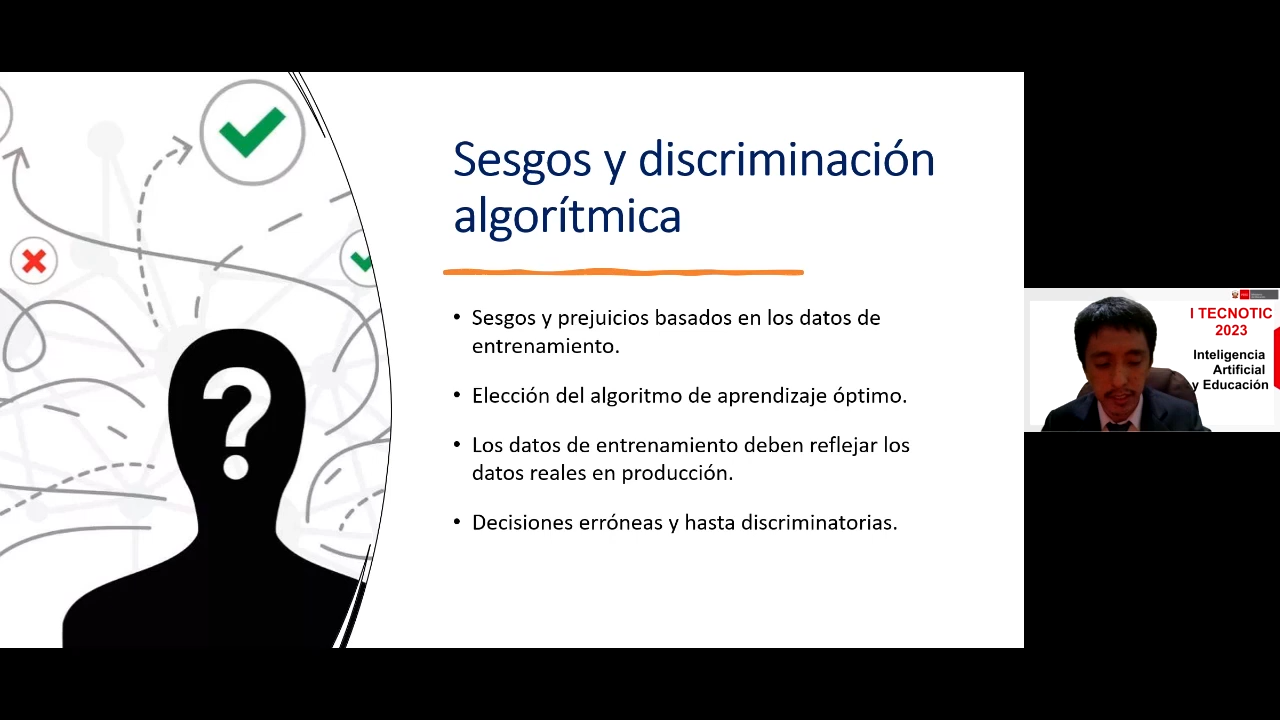 Sesgos y discriminación
algorítmica
• Sesgos y prejuicios basados en los datos de
entrenamiento.
• Elección del algoritmo de aprendizaje óptimo.
• Los datos de entrenamiento deben reflejar los
datos reales en producción.
• Decisiones erróneas y hasta discriminatorias.
?
I TECNOTIC
2023
Inteligencia
Artificial
y Educación